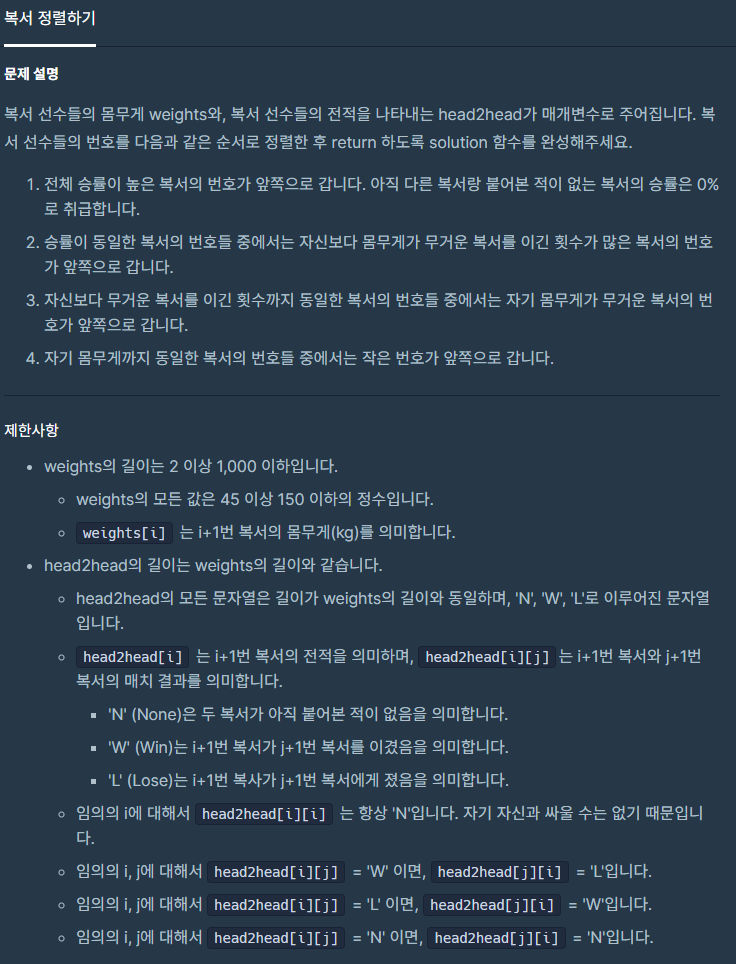 복서 정렬하기
문제 설명
복서 선수들의 몸무게 weights와, 복서 선수들의 전적을 나타내는 head2head가 매개변수로 주어집니다. 복
서 선수들의 번호를 다음과 같은 순서로 정렬한 후 return 하도록 solution 함수를 완성해주세요.
1. 전체 승률이 높은 복서의 번호가 앞쪽으로 갑니다. 아직 다른 복서랑 붙어본 적이 없는 복서의 승률은 0%
로 취급합니다.
2. 승률이 동일한 복서의 번호들 중에서는 자신보다 몸무게가 무거운 복서를 이긴 횟수가 많은 복서의 번호
가 앞쪽으로 갑니다.
3. 자신보다 무거운 복서를 이긴 횟수까지 동일한 복서의 번호들 중에서는 자기 몸무게가 무거운 복서의 번
호가 앞쪽으로 갑니다.
4. 자기 몸무게까지 동일한 복서의 번호들 중에서는 작은 번호가 앞쪽으로 갑니다.
제한사항
• weights의 길이는 2 이상 1,000 이하입니다.
◦ weights의 모든 값은 45 이상 150 이하의 정수입니다.
◦ weights[i] 는 i+1번 복서의 몸무게(kg)를 의미합니다.
• head2head의 길이는 weights의 길이와 같습니다.
◦ head2head의 모든 문자열은 길이가 weights의 길이와 동일하며, 'N', 'W', 'L'로 이루어진 문자열
입니다.
◦ head2head[i] 는 i+1번 복서의 전적을 의미하며, head2head[i][j] 는 i+1번 복서와 j+1번
복서의 매치 결과를 의미합니다.
▪ 'N' (None)은 두 복서가 아직 붙어본 적이 없음을 의미합니다.
▪ 'W' (Win)는 i+1번 복서가 j+1번 복서를 이겼음을 의미합니다.
▪ 'L' (Lose)는 i+1번 복사가 j+1번 복서에게 졌음을 의미합니다.
◦ 임의의 i에 대해서 head2head[i][i] 는 항상 'N'입니다. 자기 자신과 싸울 수는 없기 때문입니
다.
◦ 임의의 i, j에 대해서 head2head[i][j] = 'W' 이면, head2head[j][i] = 'L'입니다.
◦ 임의의 i, j에 대해서 head2head[i][j] = 'L' 이면, head2head[j][i] = 'W'입니다.
◦ 임의의 i, j에 대해서 head2head[i][j] = 'N' 이면, head2head[j][i] = 'N'입니다.